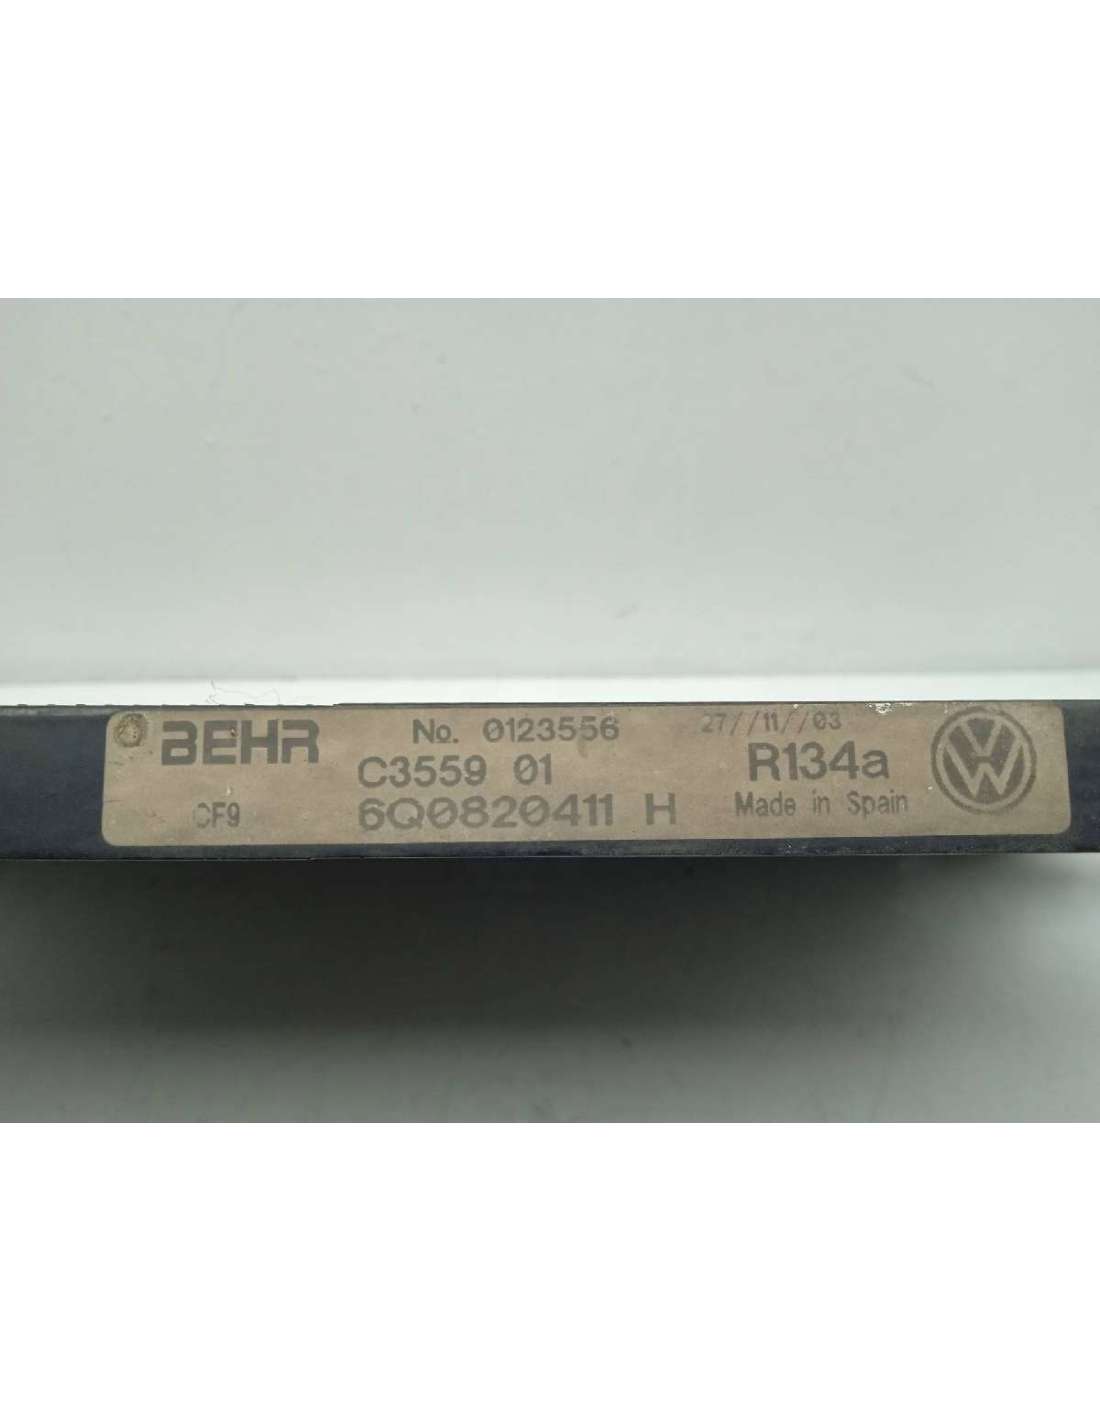 BEHR No. 0123556 27//11//03
C3559 01 R134a
CF9 6Q0820411 H Made in Spain